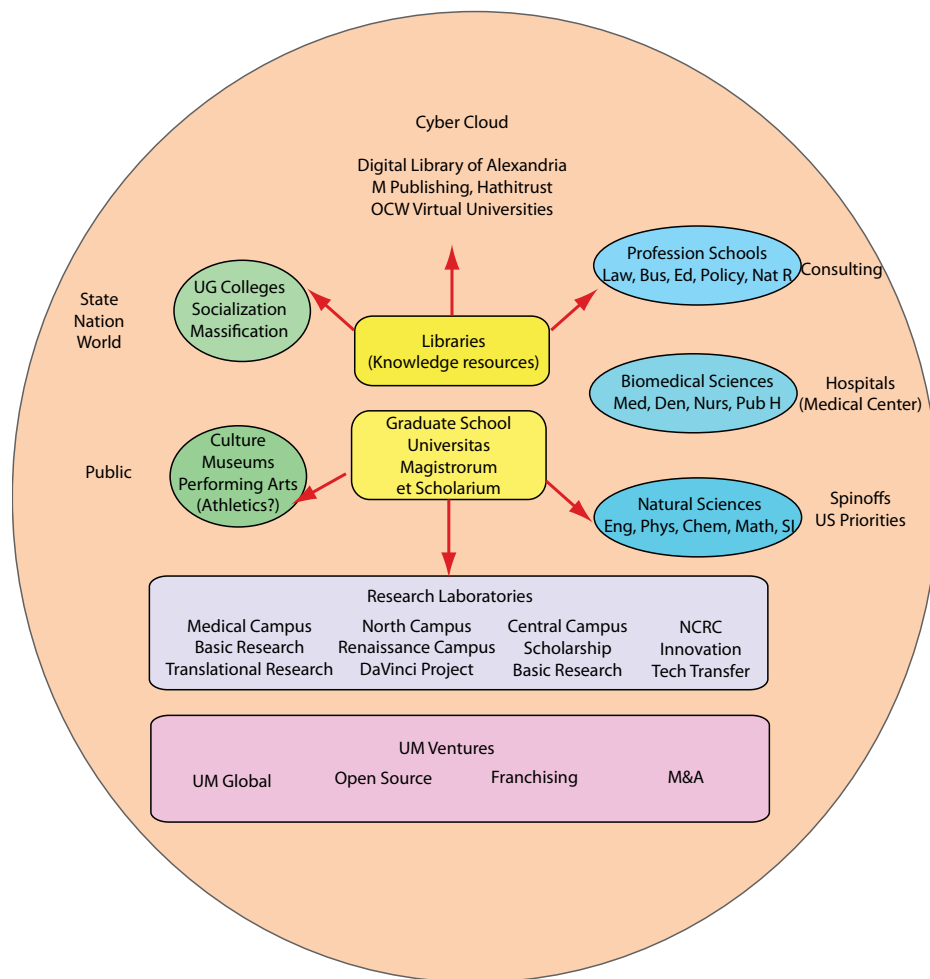 Cyber Cloud
Digital Library of Alexandria
M Publishing, Hathitrust
OCW Virtual Universities
State
Nation
World
UG Colleges
Socialization
Massification
Libraries
(Knowledge resources)
Profession Schools
Law, Bus, Ed, Policy, Nat R
Consulting
Biomedical Sciences
Med, Den, Nurs, Pub H
Hospitals
(Medical Center)
Public
Culture
Museums
Performing Arts
(Athletics?)
Graduate School
Universitas
Magistrorum
et Scholarium
Natural Sciences
Eng, Phys, Chem, Math, SI
Spinoffs
US Priorities
Research Laboratories
Medical Campus
Basic Research
Translational Research
North Campus
Renaissance Campus
DaVinci Project
Central Campus
Scholarship
Basic Research
NCRC
Innovation
Tech Transfer
UM Ventures
UM Global
Open Source
Franchising
M&A